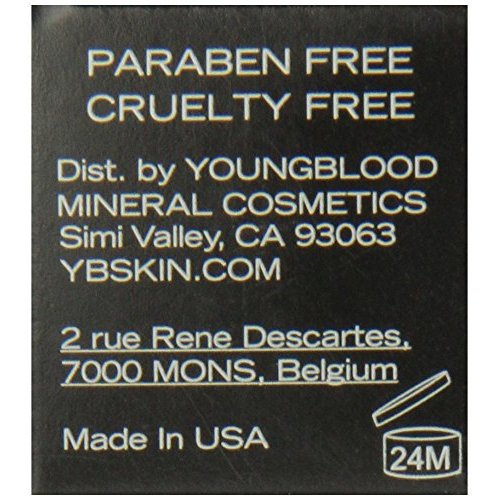 PARABEN FREE
CRUELTY FREE
Dist. by YOUNGBLOOD
MINERAL COSMETICS
Simi Valley, CA 93063
YBSKIN.COM
2 rue Rene Descartes,
7000 MONS, Belgium
Made In USA
24M